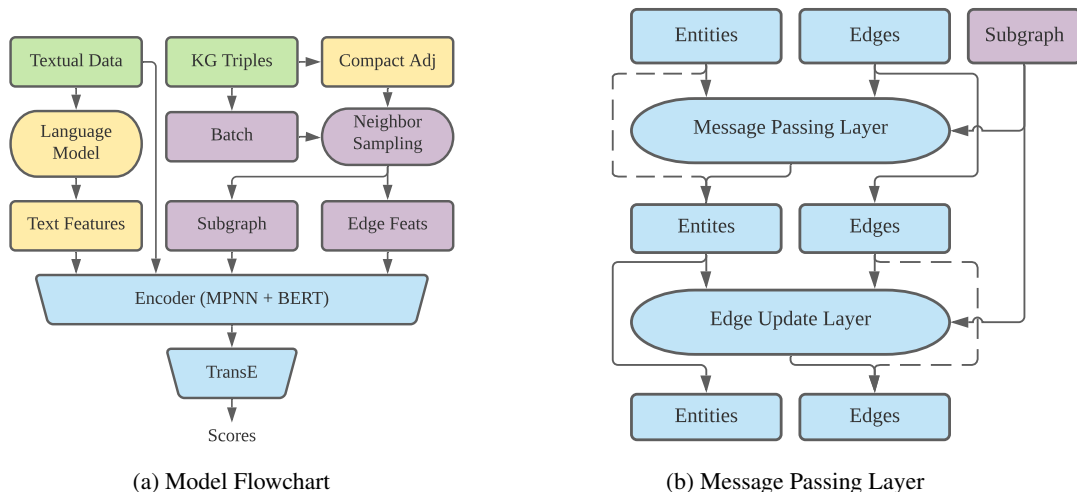 Textual Data
KG Triples
Compact Adj
Language
Model
Batch
Neighbor
Sampling
Text Features
Subgraph
Edge Feats
Encoder (MPNN + BERT)
TransE
Scores
(a) Model Flowchart
Entities
Edges
Subgraph
Message Passing Layer
Entites
Edges
Edge Update Layer
Entities
Edges
(b) Message Passing Layer